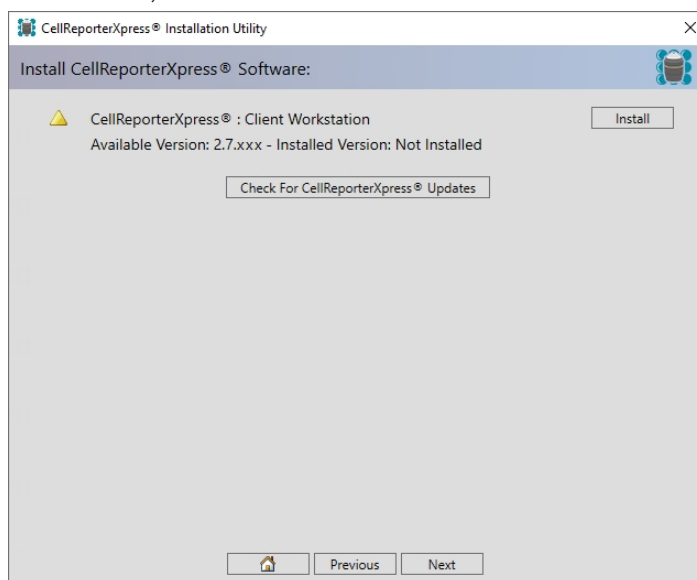 CellReporterXpress® Installation Utility
Install CellReporterXpress® Software:
CellReporterXpress® : Client Workstation
Install
Available Version: 2.7.xxx - Installed Version: Not Installed
Check For CellReporterXpress® Updates
Previous
Next